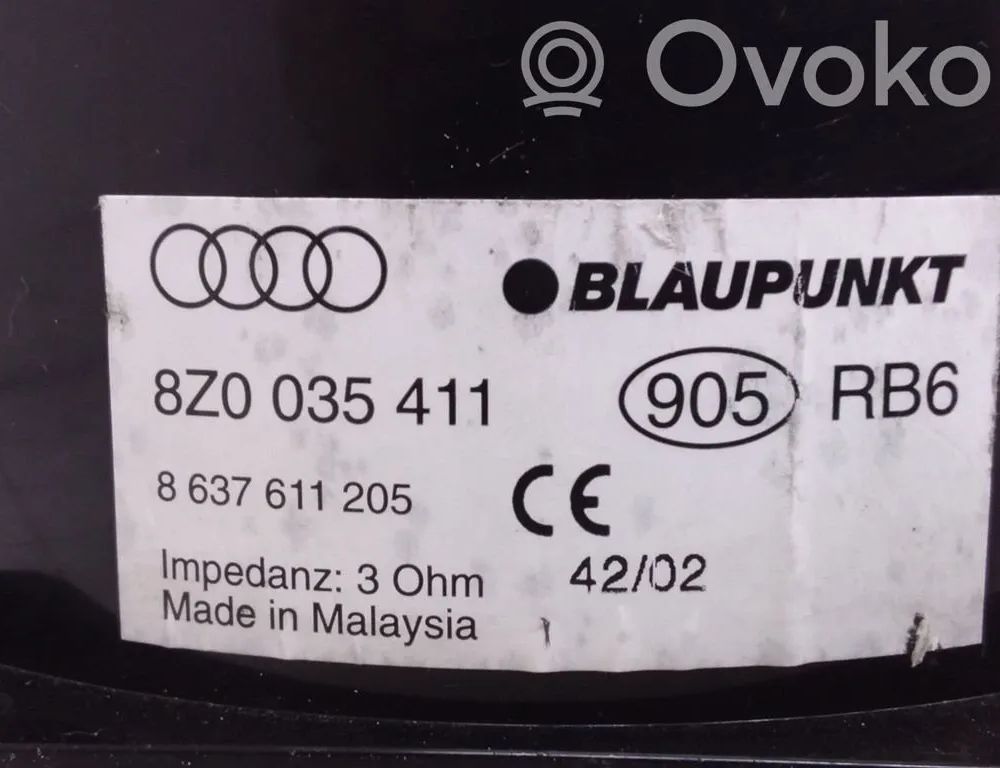 Ovoko
BLAUPUNKT
8Z0 035 411 905 RB6
8 637 611 205 CE
Impedanz: 3 Ohm 42/02
Made in Malaysia